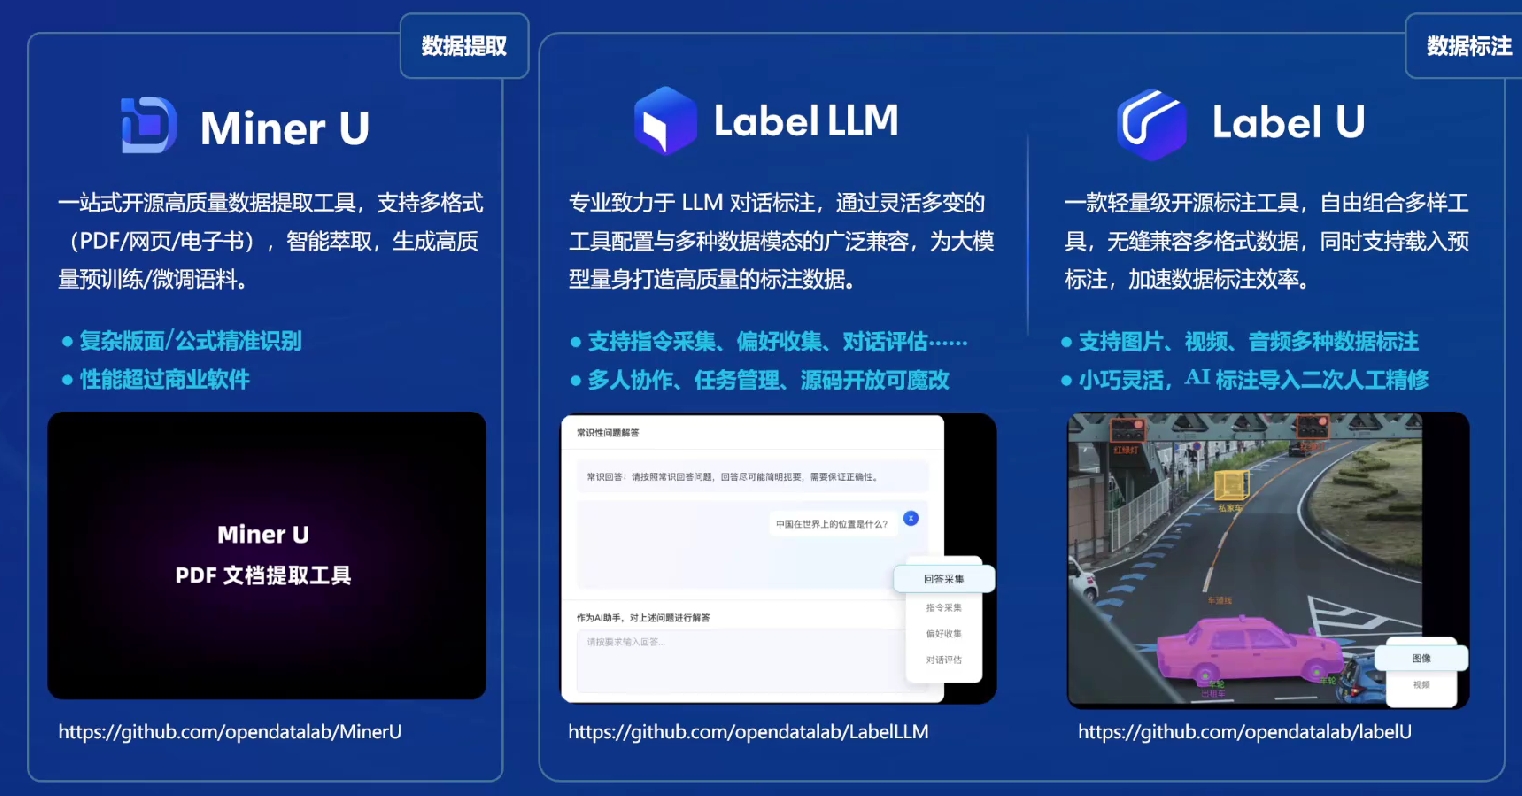 数据提取
Miner U
一站式开源高质量数据提取工具，支持多格式
（PDF/网页/电子书），智能萃取，生成高质
量预训练/微调语料。
● 复杂版面/公式精准识别
● 性能超过商业软件
Miner U
PDF 文档提取工具
https://github.com/opendatalab/MinerU
数据标注
Label LLM
专业致力于 LLM 对话标注，通过灵活多变的
工具配置与多种数据模态的广泛兼容，为大模
型量身打造高质量的标注数据。
● 支持指令采集、偏好收集、对话评估······
● 多人协作、任务管理、源码开放可魔改
常识性问题解答
常识回答：请按照常识回答问题，回答尽可能简明扼要，需要保证正确性。
中国在世界上的位置是什么？
回答采集
指令采集
偏好收集
对话评估
作为AI助手，对上述问题进行解答
请按要求输入回答...
https://github.com/opendatalab/LabelLLM
Label U
一款轻量级开源标注工具，自由组合多样工
具，无缝兼容多格式数据，同时支持载入预
标注，加速数据标注效率。
● 支持图片、视频、音频多种数据标注
● 小巧灵活，AI 标注导入二次人工精修
红绿灯
私家车
车道线
车轮
车轮
出租车
图像
视频
https://github.com/opendatalab/labelU